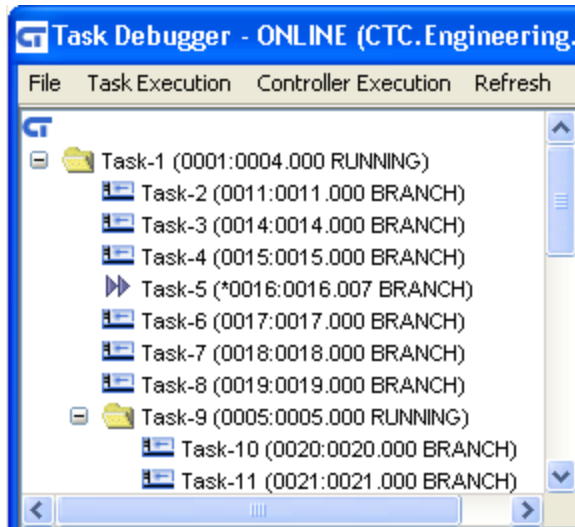 CT Task Debugger - ONLINE (CTC.Engineering.
File Task Execution Controller Execution Refresh
CT
Task-1 (0001:0004.000 RUNNING)
Task-2 (0011:0011.000 BRANCH)
Task-3 (0014:0014.000 BRANCH)
Task-4 (0015:0015.000 BRANCH)
Task-5 (*0016:0016.007 BRANCH)
Task-6 (0017:0017.000 BRANCH)
Task-7 (0018:0018.000 BRANCH)
Task-8 (0019:0019.000 BRANCH)
Task-9 (0005:0005.000 RUNNING)
Task-10 (0020:0020.000 BRANCH)
Task-11 (0021:0021.000 BRANCH)